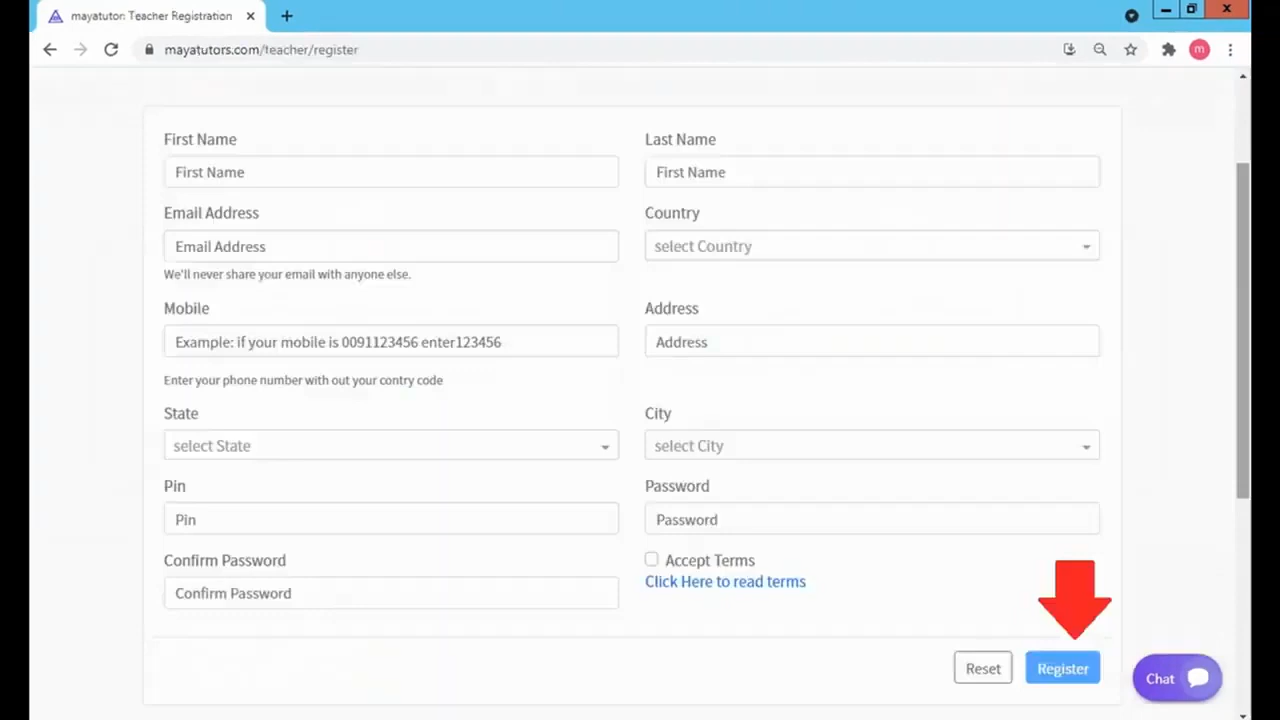 mayatutor: Teacher Registration
mayatutors.com/teacher/register
m
First Name
Last Name
First Name
First Name
Email Address
Country
Email Address
select Country
We'll never share your email with anyone else.
Mobile
Address
Example: if your mobile is 0091123456 enter123456
Address
Enter your phone number with out your contry code
State
City
select State
select City
Pin
Password
Pin
Password
Confirm Password
Accept Terms
Click Here to read terms
Confirm Password
Reset
Register
Chat